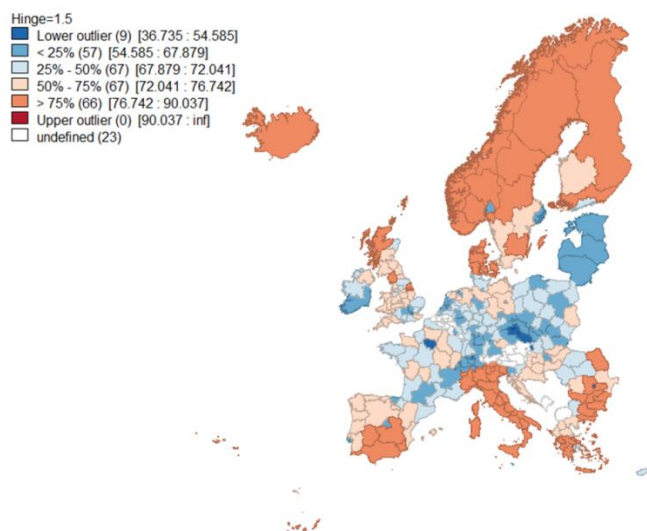 Hinge=1.5
Lower outlier (9) [36.735 : 54.585]
< 25% (57) [54.585 : 67.879]
25% - 50% (67) [67.879 : 72.041]
50% - 75% (67) [72.041 : 76.742]
> 75% (66) [76.742 : 90.037]
Upper outlier (0) [90.037 : inf]
undefined (23)